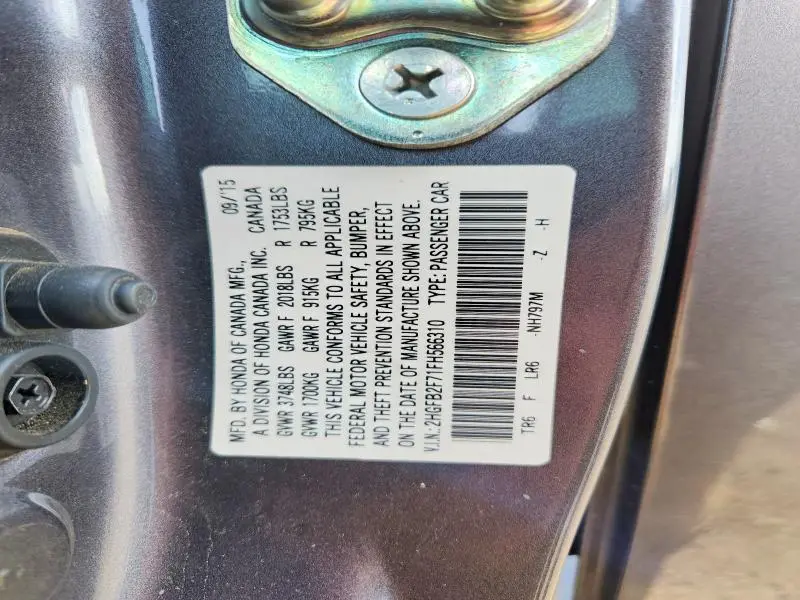 MFD. BY HONDA OF CANADA MFG., 09/'15
A DIVISION OF HONDA CANADA INC. CANADA
GVWR 3748LBS GAWR F 2018LBS R 1753LBS
GVWR 1700KG GAWR F 915KG R 795KG
THIS VEHICLE CONFORMS TO ALL APPLICABLE
FEDERAL MOTOR VEHICLE SAFETY, BUMPER,
AND THEFT PREVENTION STANDARDS IN EFFECT
ON THE DATE OF MANUFACTURE SHOWN ABOVE.
V.I.N.:2HGFB2F71FH566310 TYPE:PASSENGER CAR
TR6 F LR6 -NH797M -Z -H